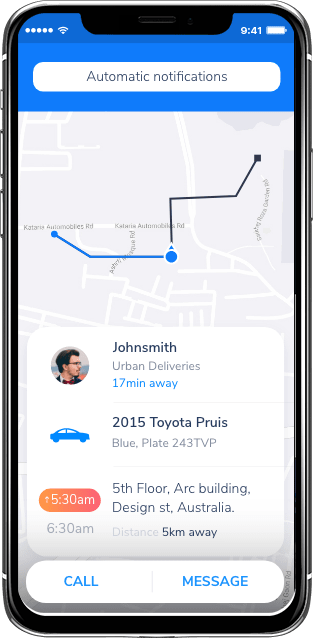 9:41
Automatic notifications
Kataria Automobiles Rd
Kataria Automobiles Rd
Johnsmith
Urban Deliveries
17min away
2015 Toyota Pruis
Blue, Plate 243TVP
↑5:30am
6:30am
5th Floor, Arc building,
Design st, Australia.
Distance 5km away
CALL
MESSAGE